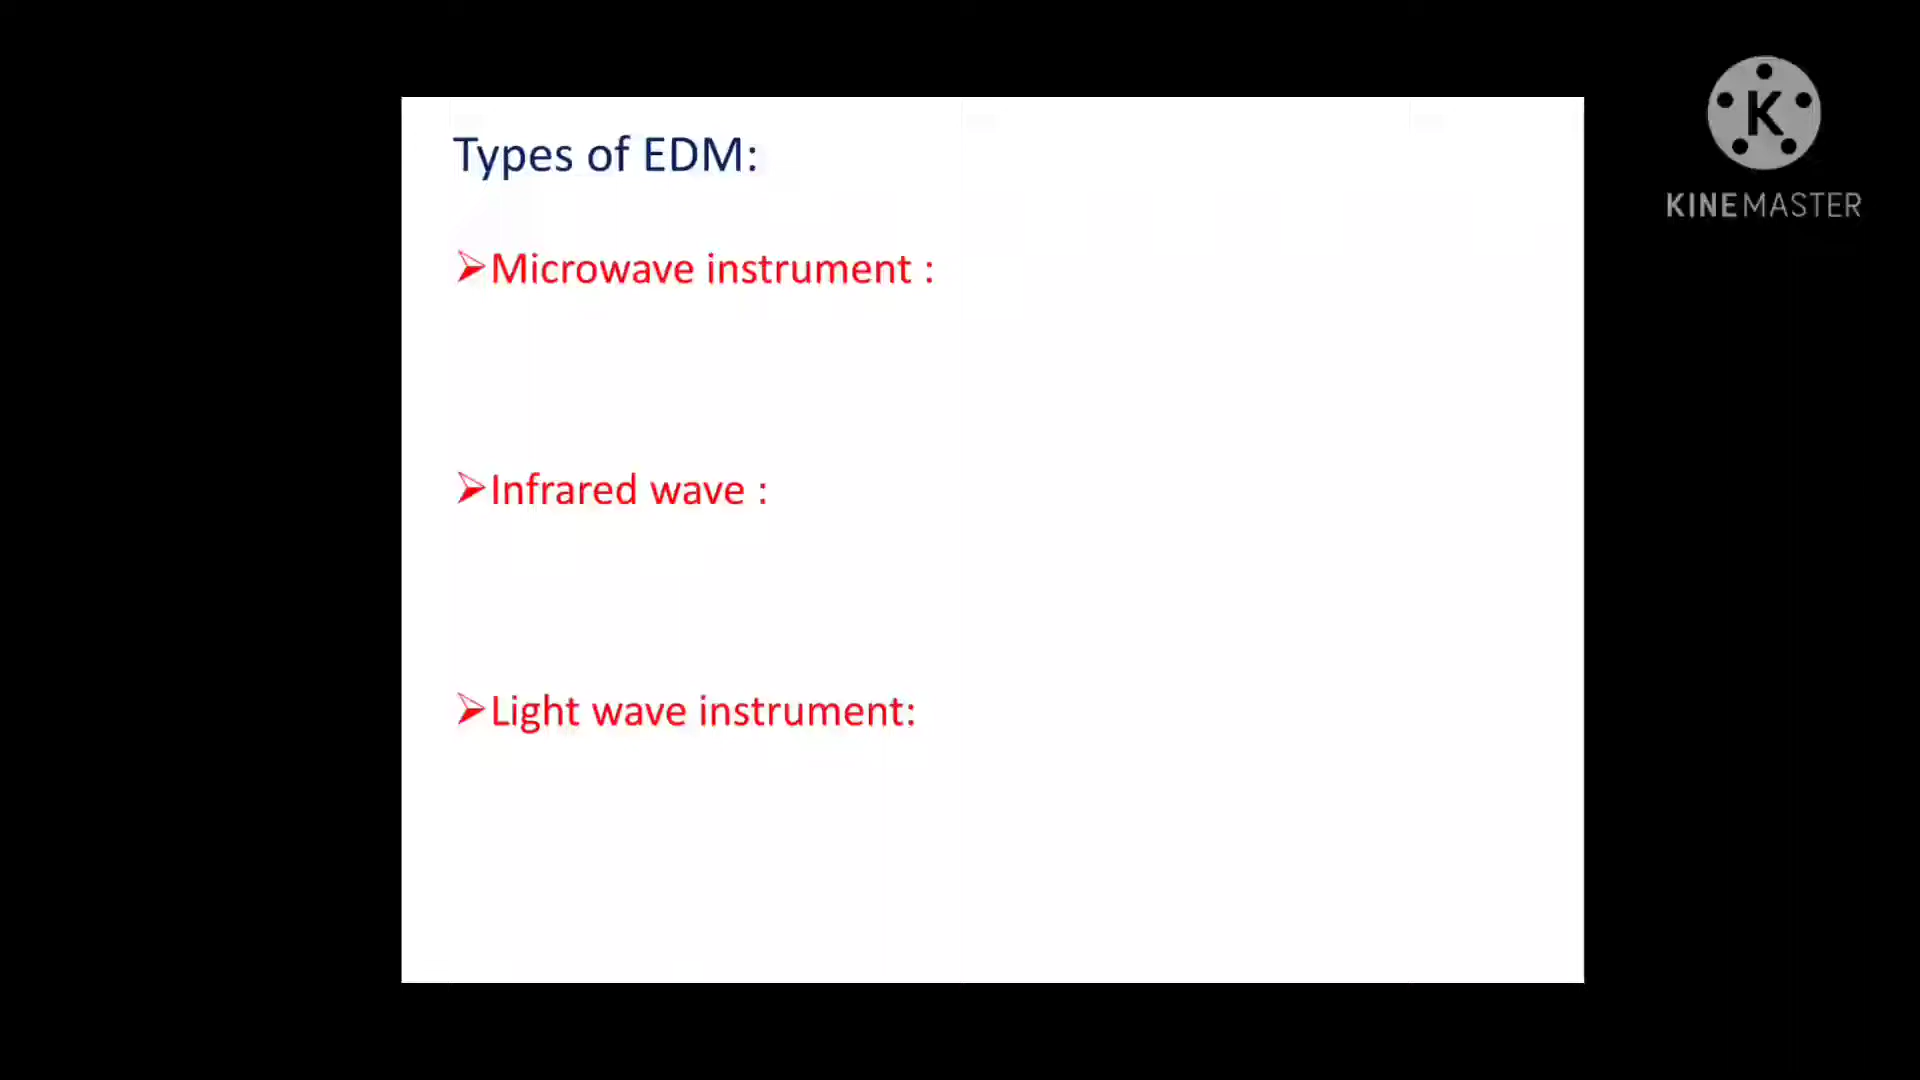 Types of EDM:
➢Microwave instrument :
➢Infrared wave :
➢Light wave instrument:
K
KINEMASTER